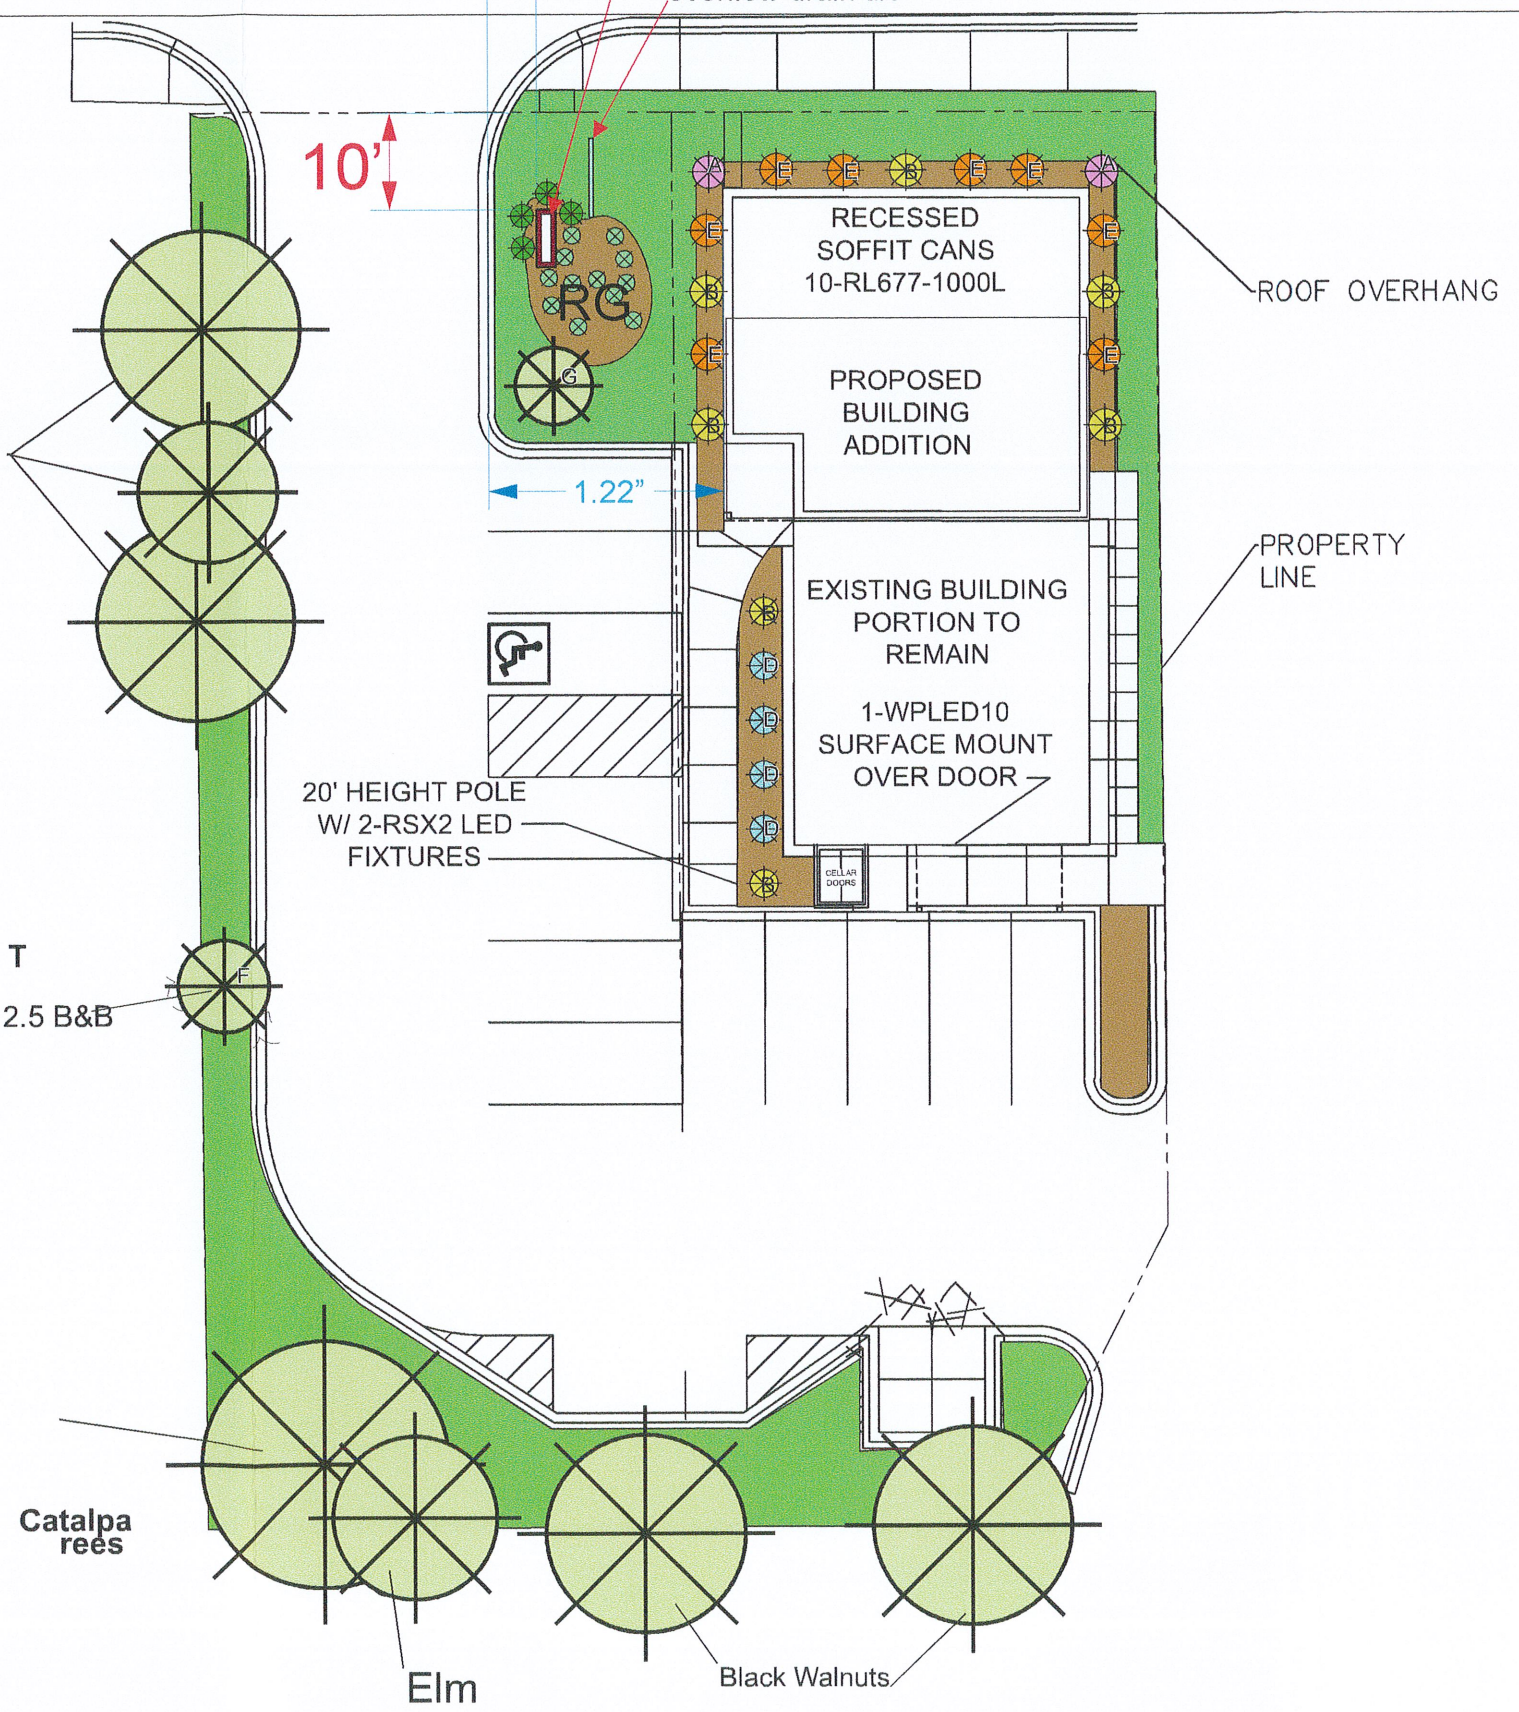 10'
A
E
E
B
E
E
A
E
B
E
B
E
B
E
B
RECESSED
SOFFIT CANS
10-RL677-1000L
ROOF OVERHANG
RG
G
PROPOSED
BUILDING
ADDITION
1.22"
PROPERTY
LINE
EXISTING BUILDING
PORTION TO
REMAIN
1-WPLED10
SURFACE MOUNT
OVER DOOR
B
D
D
D
D
B
20' HEIGHT POLE
W/ 2-RSX2 LED
FIXTURES
CELLAR
DOORS
T
F
2.5 B&B
Catalpa
rees
Elm
Black Walnuts